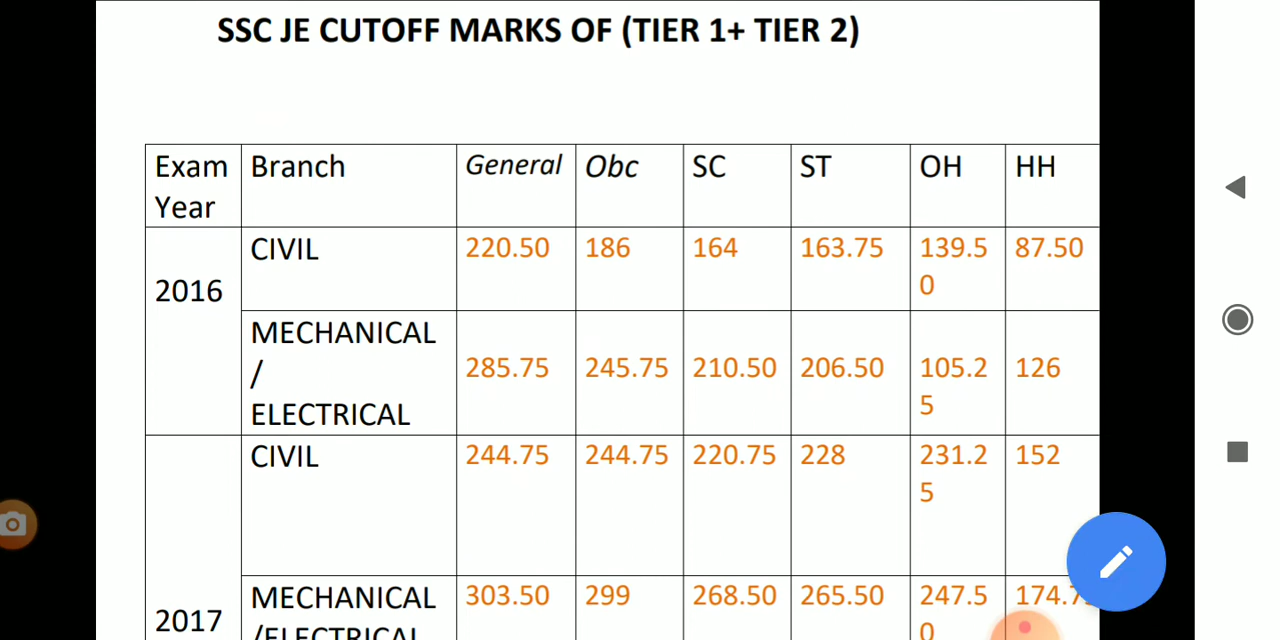 SSC JE CUTOFF MARKS OF (TIER 1+ TIER 2)
Exam Year Branch General Obc SC ST OH HH
2016 CIVIL 220.50 186 164 163.75 139.50 87.50
MECHANICAL / ELECTRICAL 285.75 245.75 210.50 206.50 105.25 126
2017 CIVIL 244.75 244.75 220.75 228 231.25 152
MECHANICAL /ELECTRICAL 303.50 299 268.50 265.50 247.50